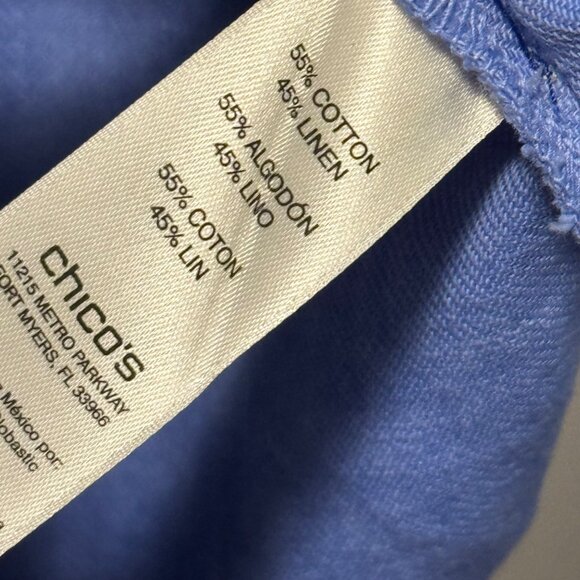 55% COTTON
45% LINEN
55% ALGODÓN
45% LINO
55% COTON
45% LIN
chico's
11215 METRO PARKWAY
FORT MYERS, FL 33966
México por: